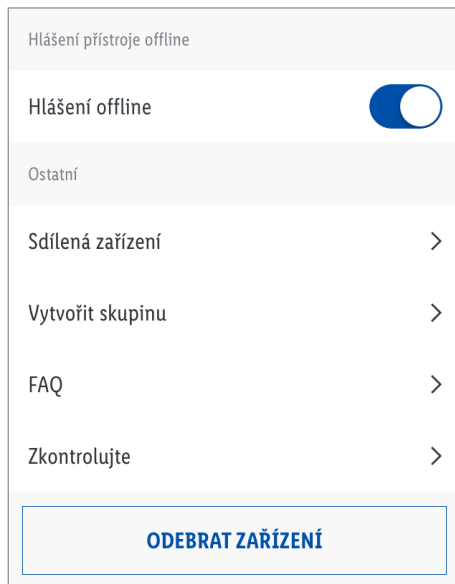 Hlášení přístroje offline
Hlášení offline
Ostatní
Sdílená zařízení
Vytvořit skupinu
FAQ
Zkontrolujte
ODEBRAT ZAŘÍZENÍ